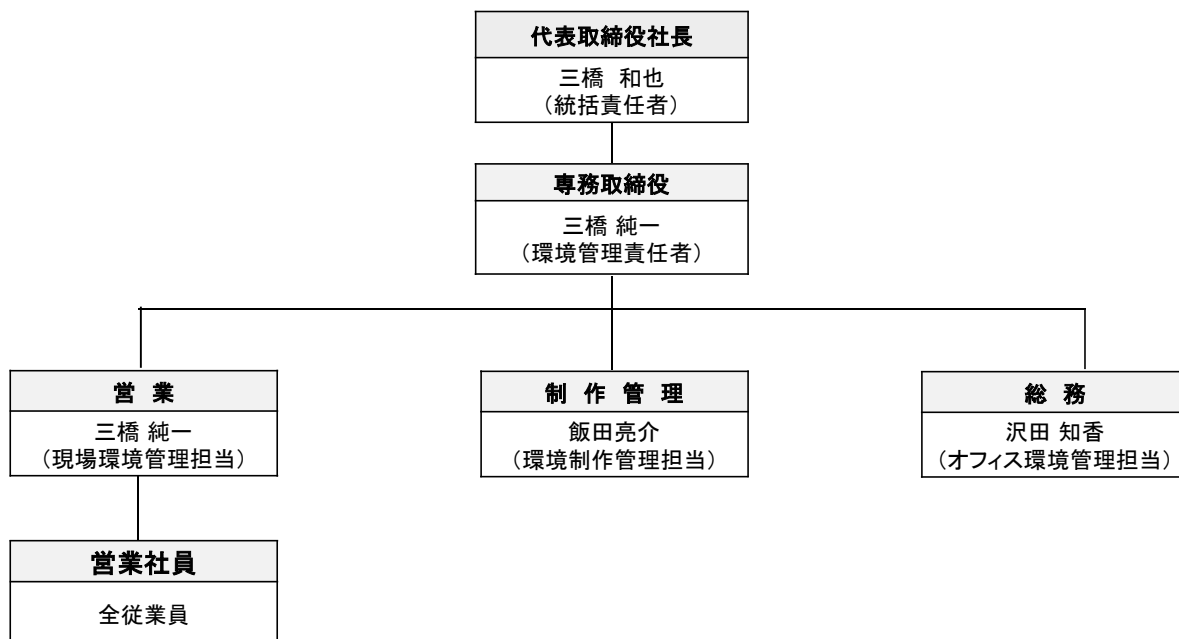 代表取締役社長
三橋 和也
（統括責任者）
専務取締役
三橋 純一
（環境管理責任者）
営 業
三橋 純一
（現場環境管理担当）
制 作 管 理
飯田亮介
（環境制作管理担当）
総 務
沢田 知香
（オフィス環境管理担当）
営業社員
全従業員